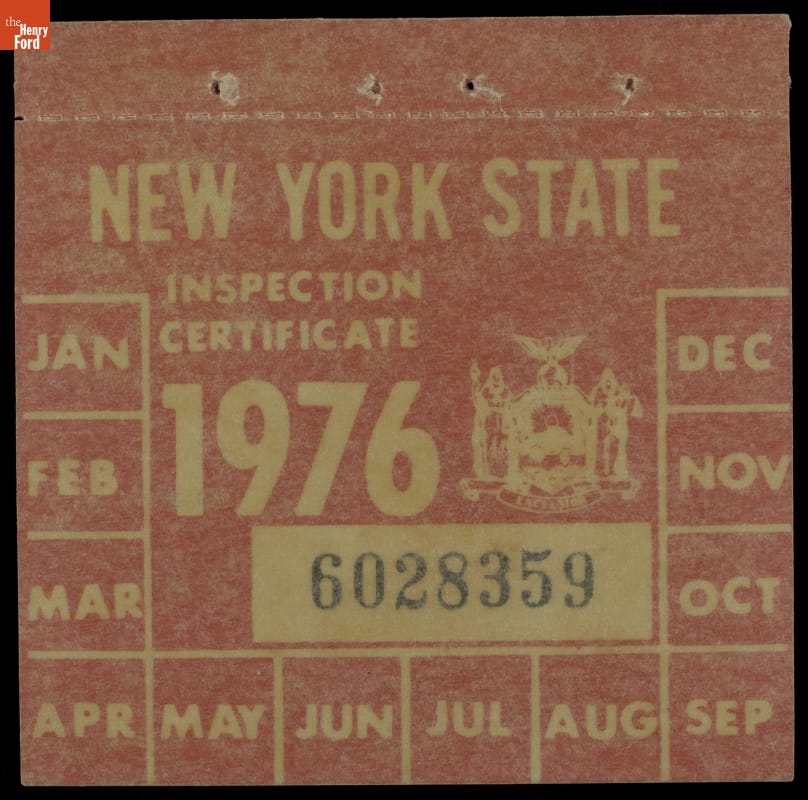 the
Henry
Ford
NEW YORK STATE
INSPECTION
CERTIFICATE
1976
EXCELSIOR
6028359
JAN
FEB
MAR
APR
MAY
JUN
JUL
AUG
SEP
OCT
NOV
DEC